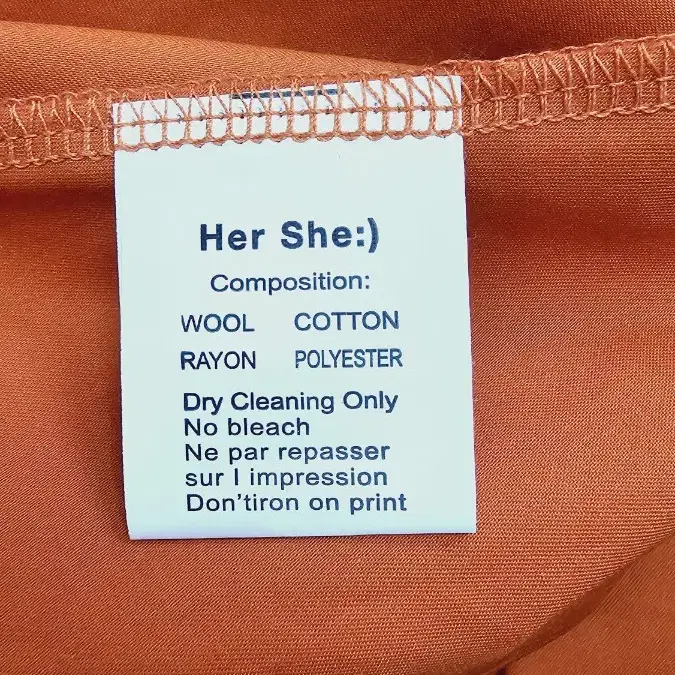 Her She:)
Composition:
WOOL COTTON
RAYON POLYESTER
Dry Cleaning Only
No bleach
Ne par repasser
sur l impression
Don'tiron on print